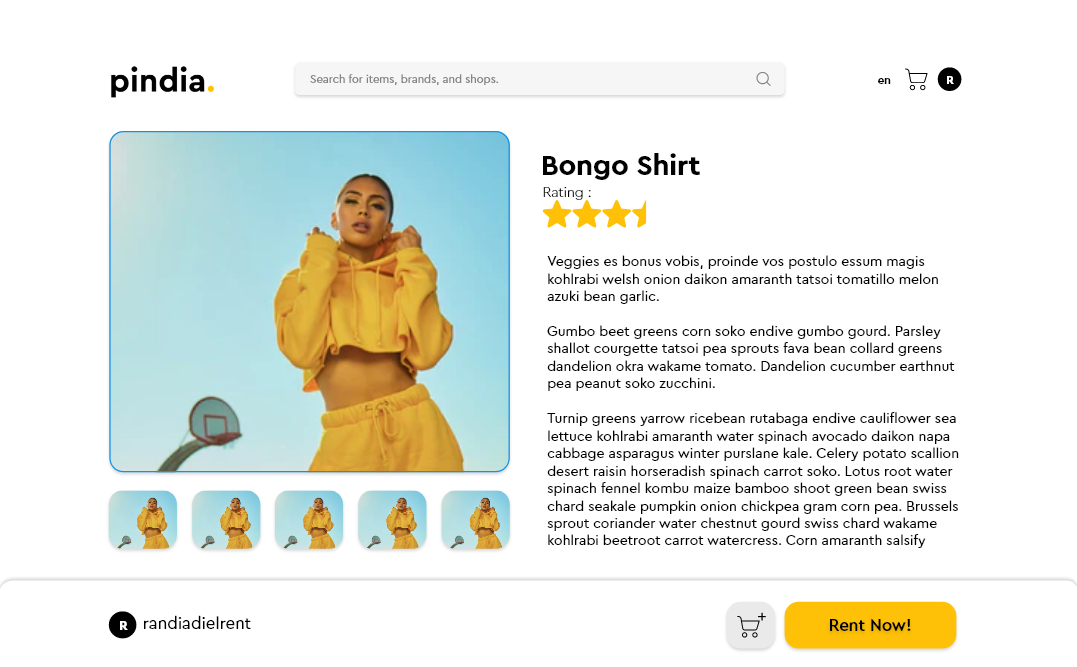 pindia.
Search for items, brands, and shops.
en
R
Bongo Shirt
Rating :
Veggies es bonus vobis, proinde vos postulo essum magis
kohlrabi welsh onion daikon amaranth tatsoi tomatillo melon
azuki bean garlic.
Gumbo beet greens corn soko endive gumbo gourd. Parsley
shallot courgette tatsoi pea sprouts fava bean collard greens
dandelion okra wakame tomato. Dandelion cucumber earthnut
pea peanut soko zucchini.
Turnip greens yarrow ricebean rutabaga endive cauliflower sea
lettuce kohlrabi amaranth water spinach avocado daikon napa
cabbage asparagus winter purslane kale. Celery potato scallion
desert raisin horseradish spinach carrot soko. Lotus root water
spinach fennel kombu maize bamboo shoot green bean swiss
chard seakale pumpkin onion chickpea gram corn pea. Brussels
sprout coriander water chestnut gourd swiss chard wakame
kohlrabi beetroot carrot watercress. Corn amaranth salsify
R
randiadielrent
Rent Now!